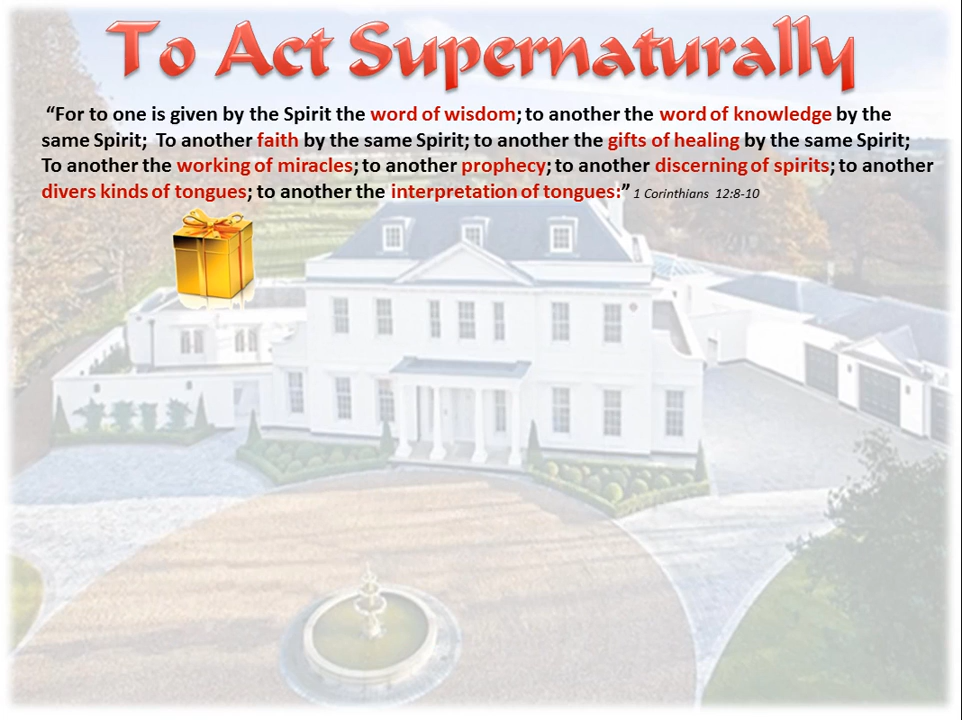 To Act Supernaturally
“For to one is given by the Spirit the word of wisdom; to another the word of knowledge by the
same Spirit;  To another faith by the same Spirit; to another the gifts of healing by the same Spirit;
To another the working of miracles; to another prophecy; to another discerning of spirits; to another
divers kinds of tongues; to another the interpretation of tongues:” 1 Corinthians  12:8-10